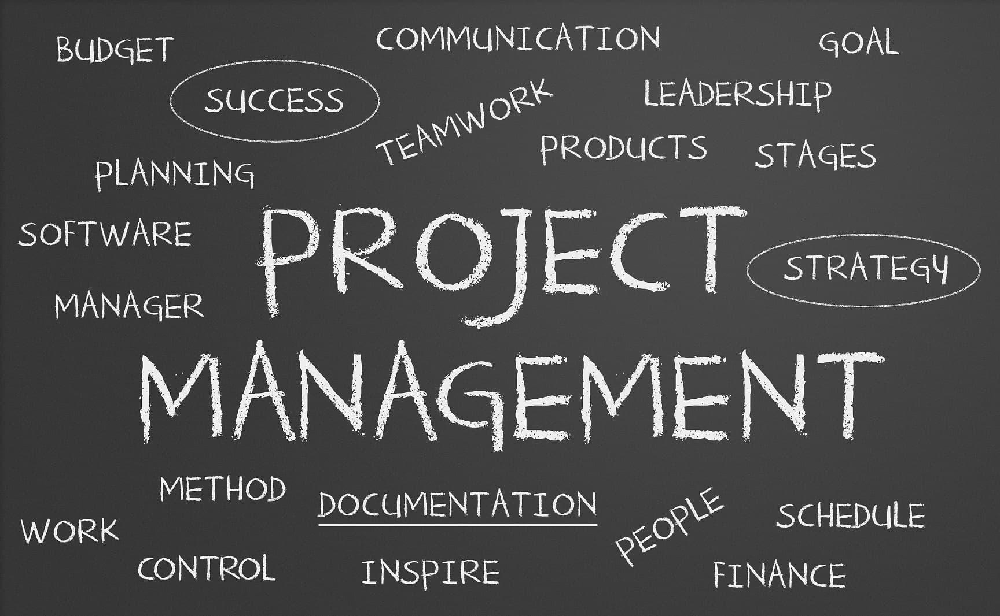 BUDGET
COMMUNICATION
GOAL
SUCCESS
TEAMWORK
LEADERSHIP
PRODUCTS
STAGES
PLANNING
SOFTWARE
PROJECT
STRATEGY
MANAGER
MANAGEMENT
METHOD
DOCUMENTATION
PEOPLE
SCHEDULE
WORK
CONTROL
INSPIRE
FINANCE